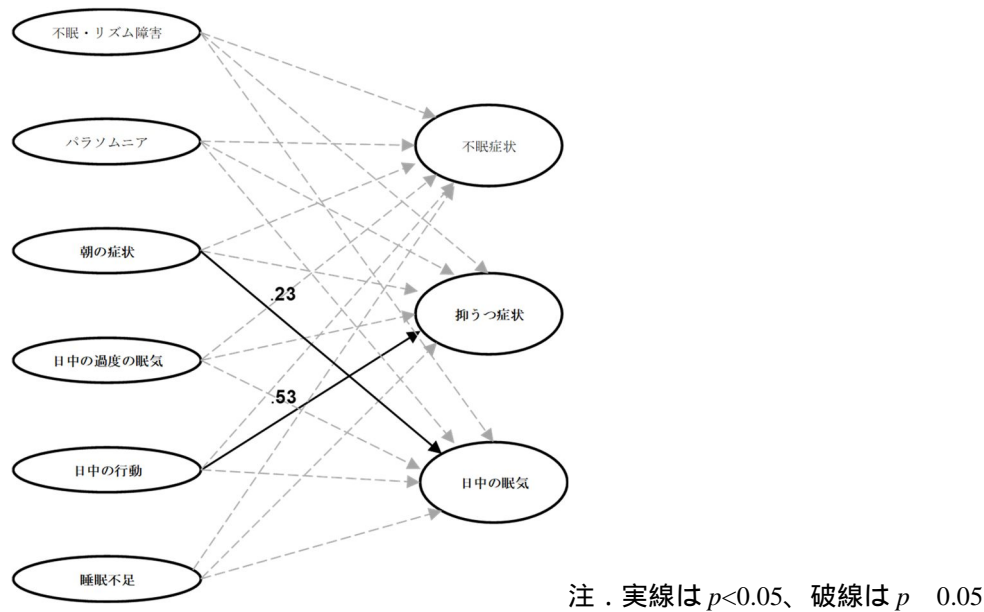 不眠・リズム障害
パラソムニア
朝の症状
日中の過度の眠気
日中の行動
睡眠不足
不眠症状
抑うつ症状
日中の眠気
.23
.53
注．実線は p<0.05、破線は p 0.05